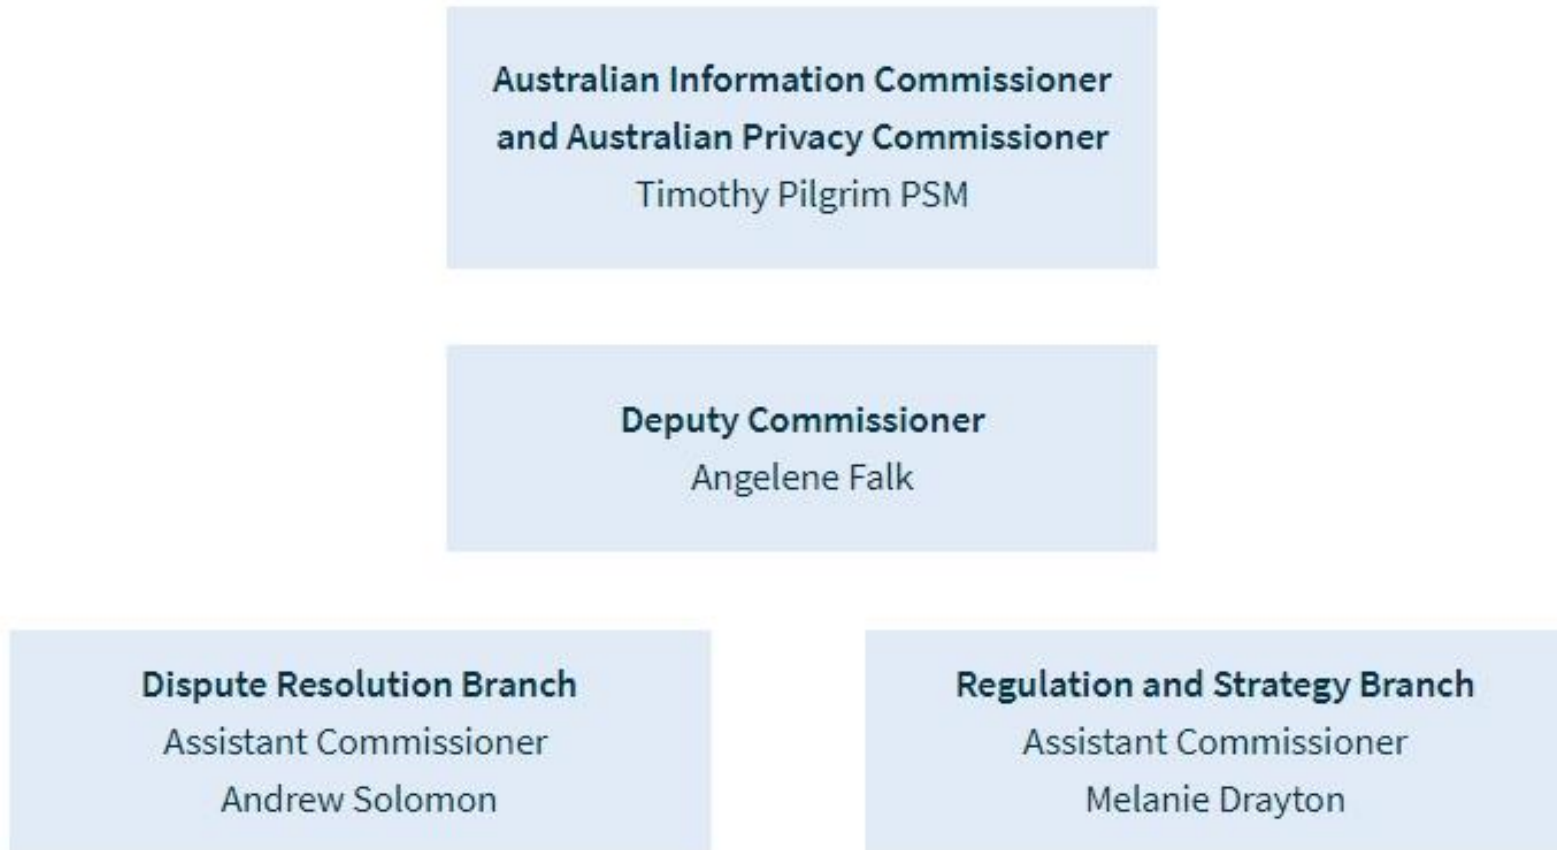 Australian Information Commissioner
and Australian Privacy Commissioner
Timothy Pilgrim PSM
Deputy Commissioner
Angelene Falk
Dispute Resolution Branch
Assistant Commissioner
Andrew Solomon
Regulation and Strategy Branch
Assistant Commissioner
Melanie Drayton